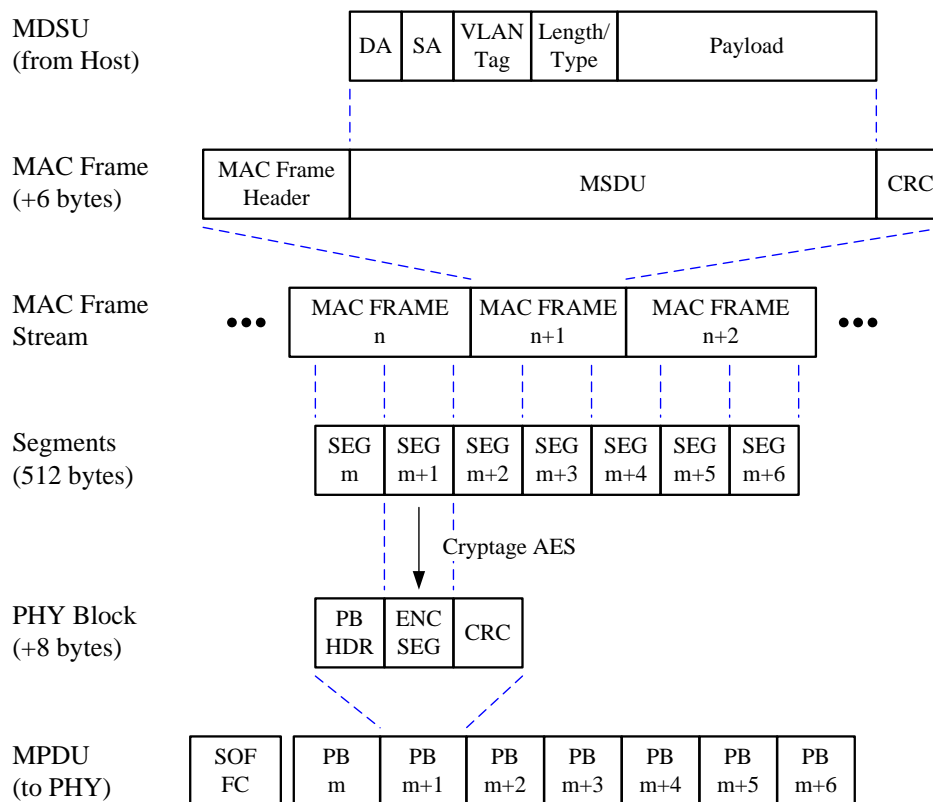 MDSU
(from Host)
DA
SA
VLAN
Tag
Length/
Type
Payload
MAC Frame
(+6 bytes)
MAC Frame
Header
MSDU
CRC
MAC Frame
Stream
MAC FRAME
n
MAC FRAME
n+1
MAC FRAME
n+2
Segments
(512 bytes)
SEG
m
SEG
m+1
SEG
m+2
SEG
m+3
SEG
m+4
SEG
m+5
SEG
m+6
Cryptage AES
PHY Block
(+8 bytes)
PB
HDR
ENC
SEG
CRC
MPDU
(to PHY)
SOF
FC
PB
m
PB
m+1
PB
m+2
PB
m+3
PB
m+4
PB
m+5
PB
m+6